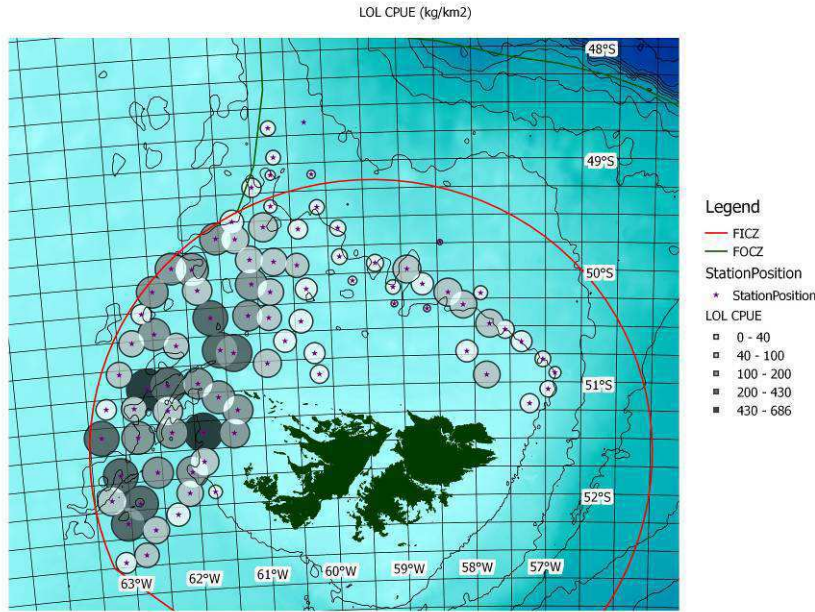 LOL CPUE (kg/km2)
48°S
49°S
50°S
51°S
52°S
63°W
62°W
61°W
60°W
59°W
58°W
57°W
Legend
FICZ
FOCZ
StationPosition
StationPosition
LOL CPUE
0 - 40
40 - 100
100 - 200
200 - 430
430 - 686